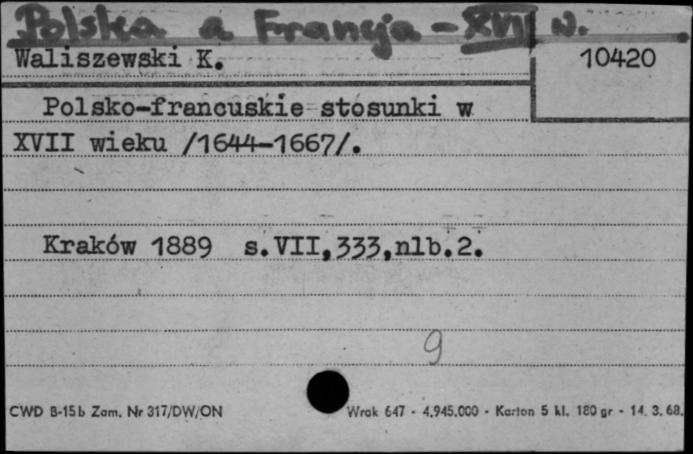 Polska a Francja - XVII w.
Waliszewski K.
10420
Polsko-francuskie stosunki w
XVII wieku /1644-1667/.
Kraków 1889 s.VII,333,nlb.2.
9
CWD B-15b Zam. Nr 317/DW/ON
Wrak 647 - 4.945.000 - Karton 5 kl. 180 gr - 14. 3. 68.